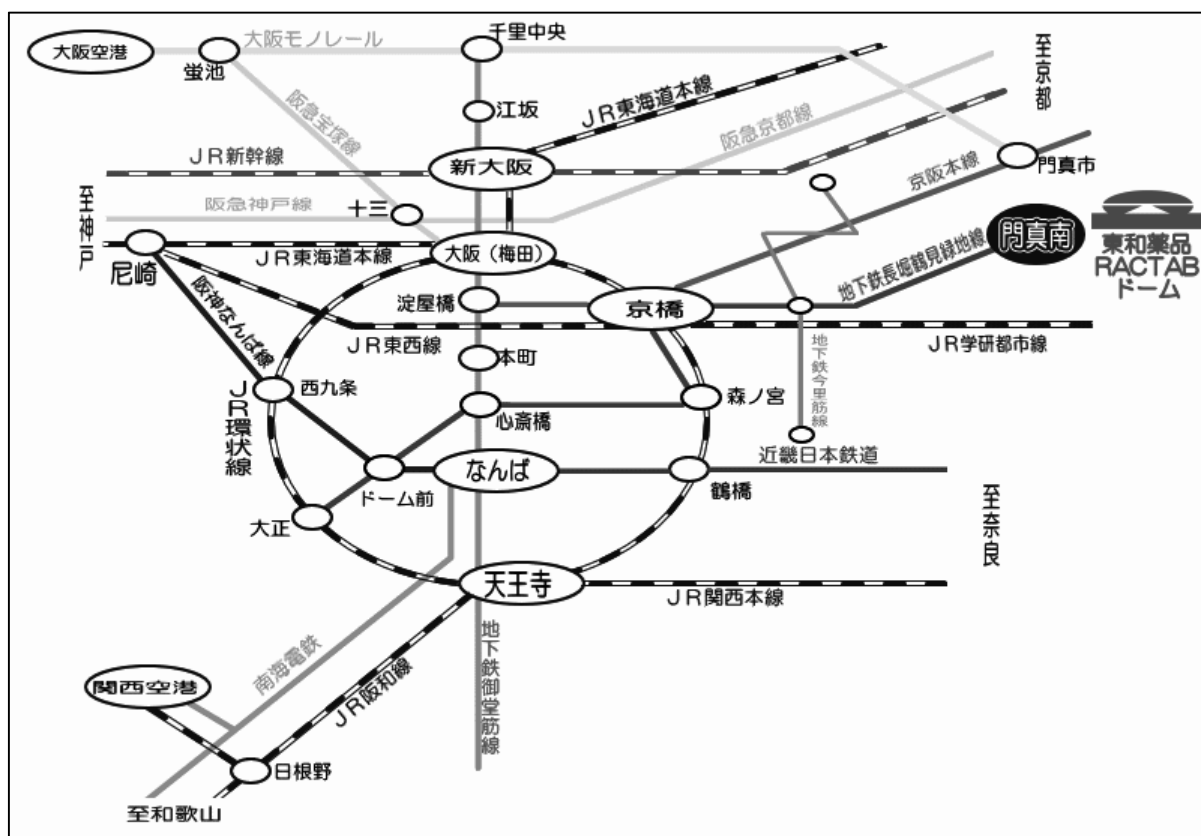 大阪空港
大阪モノレール
千里中央
至京都
蛍池
江坂
JR東海道本線
阪急宝塚線
阪急京都線
JR新幹線
新大阪
京阪本線
門真市
至神戸
阪急神戸線
十三
門真南
東和薬品
RACTAB
ドーム
尼崎
JR東海道本線
大阪（梅田）
地下鉄長堀鶴見緑地線
阪神なんば線
淀屋橋
京橋
JR東西線
本町
地下鉄今里筋線
JR学研都市線
JR環状線
西九条
心斎橋
森ノ宮
近畿日本鉄道
ドーム前
なんば
鶴橋
大正
至奈良
天王寺
JR関西本線
南海電鉄
JR阪和線
地下鉄御堂筋線
関西空港
日根野
至和歌山